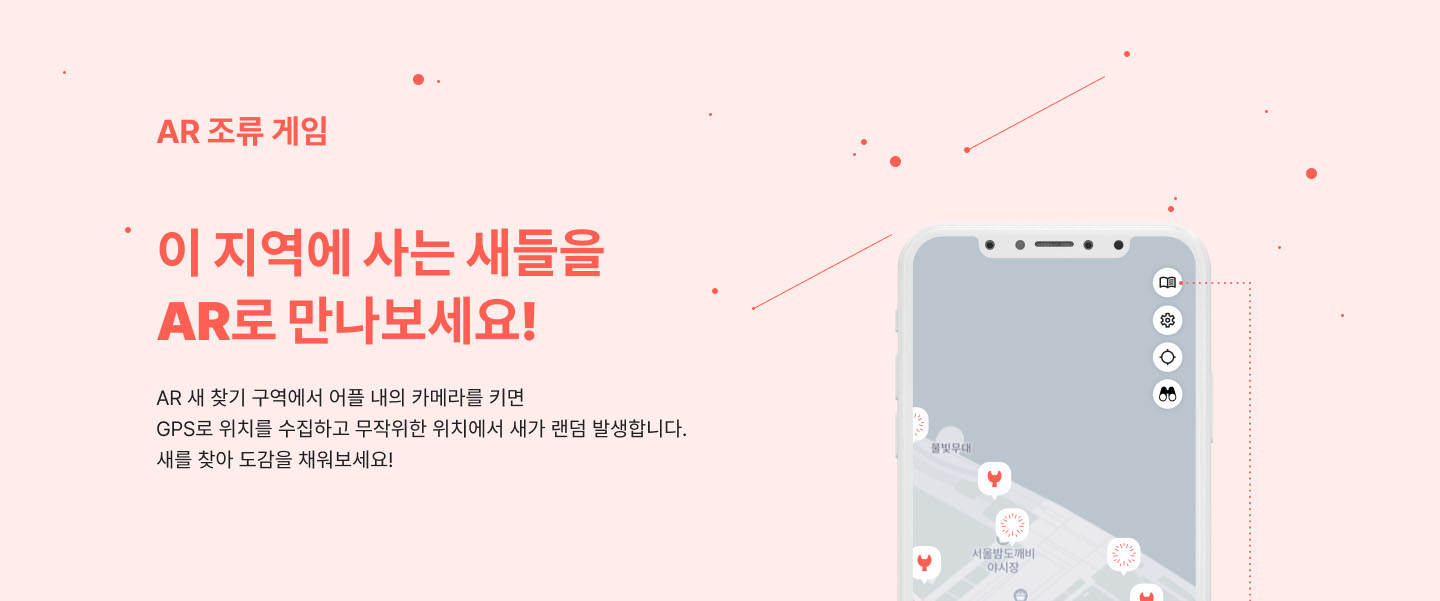 AR 조류 게임
이 지역에 사는 새들을
AR로 만나보세요!
AR 새 찾기 구역에서 어플 내의 카메라를 키면
GPS로 위치를 수집하고 무작위한 위치에서 새가 랜덤 발생합니다.
새를 찾아 도감을 채워보세요!
물빛무대
서울밤도깨비
야시장